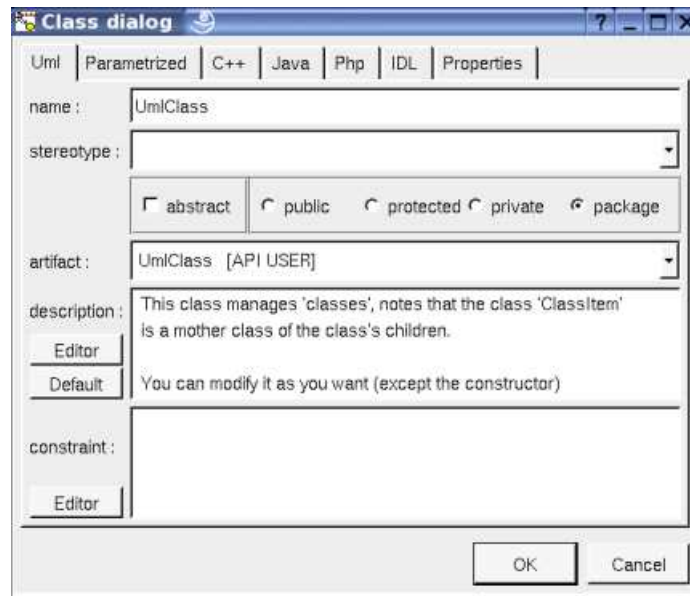 Class dialog
Uml Parametrized C++ Java Php IDL Properties
name : UmlClass
stereotype :
abstract public protected private package
artifact : UmlClass [API USER]
description : This class manages 'classes', notes that the class 'ClassItem'
is a mother class of the class's children.
Editor
Default You can modify it as you want (except the constructor)
constraint :
Editor
OK Cancel